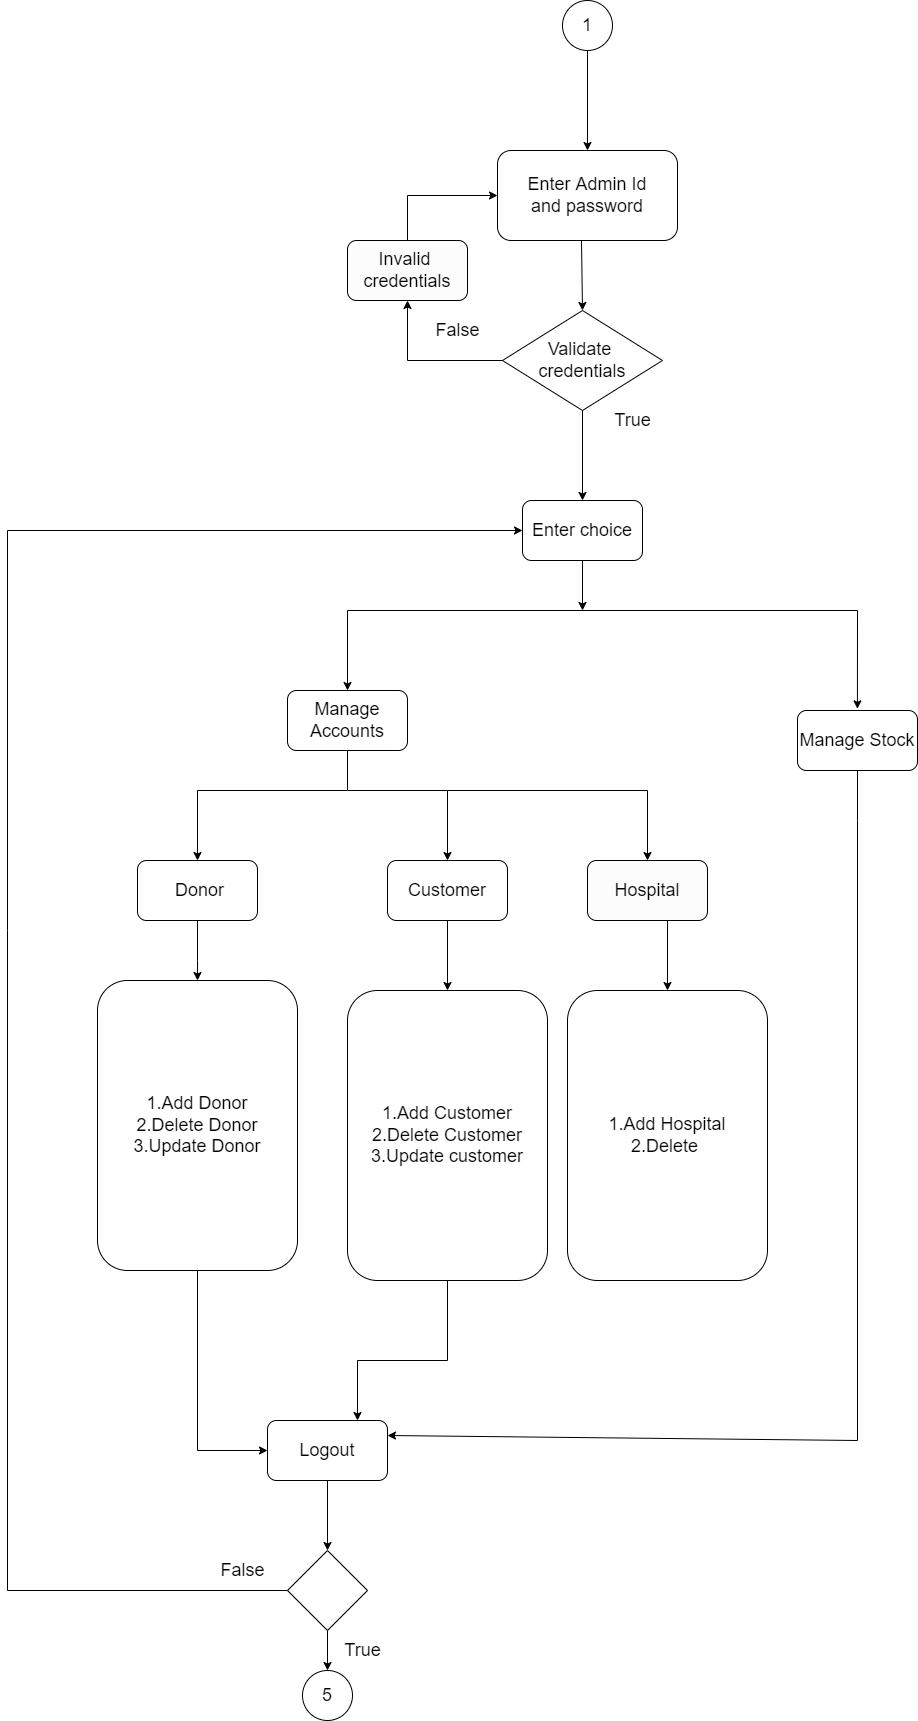 1
Enter Admin Id
and password
Invalid
credentials
False
Validate
credentials
True
Enter choice
Manage
Accounts
Manage Stock
Donor
Customer
Hospital
1.Add Donor
2.Delete Donor
3.Update Donor
1.Add Customer
2.Delete Customer
3.Update customer
1.Add Hospital
2.Delete
Logout
False
True
5